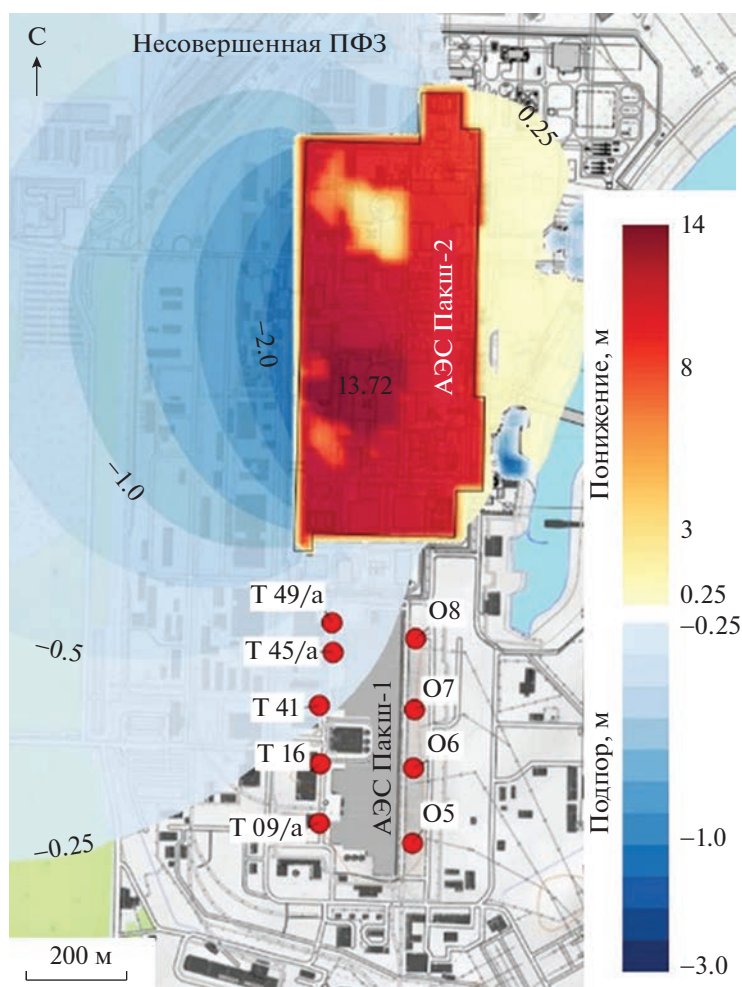 С
Несовершенная ПФЗ
0.25
14
АЭС Пакш-2
8
Понижение, м
−2.0
13.72
−1.0
3
0.25
−0.25
Т 49/а
О8
Т 45/а
−0.5
Т 41
О7
АЭС Пакш-1
Т 16
О6
Подпор, м
Т 09/а
О5
−1.0
−0.25
200 м
−3.0